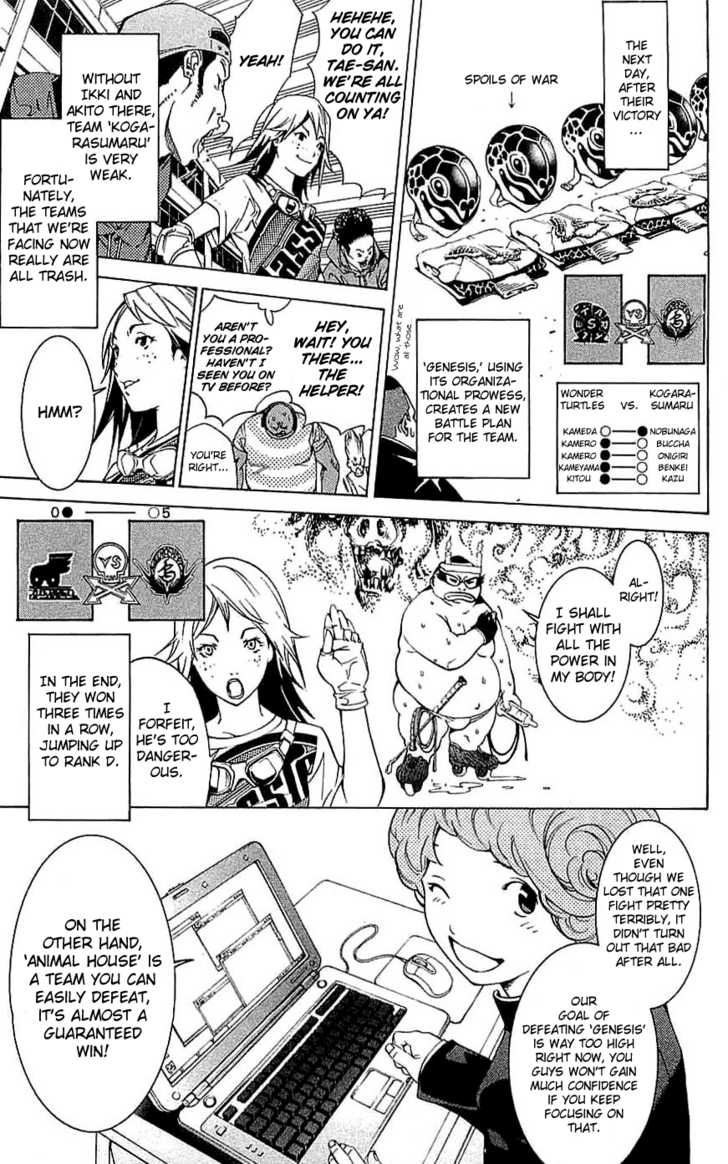 THE
NEXT
DAY,
AFTER
THEIR
VICTORY
...
SPOILS OF WAR
HEHEHE,
YOU CAN
DO IT,
TAE-SAN.
WE'RE ALL
COUNTING
ON YA!
YEAH!
WITHOUT
IKKI AND
AKITO THERE,
TEAM 'KOGA-
RASUMARU'
IS VERY
WEAK.
FORTU-
NATELY,
THE TEAMS
THAT WE'RE
FACING NOW
REALLY ARE
ALL TRASH.
VS
WONDER
TURTLES
VS.
KOGARA-
SUMARU
KAMEDA NOBUNAGA
KAMERO BUCCHA
KAMERO ONIGIRI
KAMEYAMA BENKEI
KITOU KAZU
'GENESIS,' USING
ITS ORGANIZA-
TIONAL PROWESS,
CREATES A NEW
BATTLE PLAN
FOR THE TEAM.
Wow, what are
all those
HEY,
WAIT! YOU
THERE...
THE
HELPER!
AREN'T
YOU A PRO-
FESSIONAL?
HAVEN'T I
SEEN YOU ON
TV BEFORE?
YOU'RE
RIGHT...
HMM?
0 5
VS
AL-
RIGHT!
I SHALL
FIGHT WITH
ALL THE
POWER IN
MY BODY!
I
FORFEIT,
HE'S TOO
DANGER-
OUS.
IN THE END,
THEY WON
THREE TIMES
IN A ROW,
JUMPING UP
TO RANK D.
WELL,
EVEN
THOUGH WE
LOST THAT ONE
FIGHT PRETTY
TERRIBLY, IT
DIDN'T TURN
OUT THAT BAD
AFTER ALL.
OUR
GOAL OF
DEFEATING 'GENESIS'
IS WAY TOO HIGH
RIGHT NOW, YOU
GUYS WON'T GAIN
MUCH CONFIDENCE
IF YOU KEEP
FOCUSING ON
THAT.
ON THE
OTHER HAND,
'ANIMAL HOUSE' IS
A TEAM YOU CAN
EASILY DEFEAT,
IT'S ALMOST A
GUARANTEED
WIN!